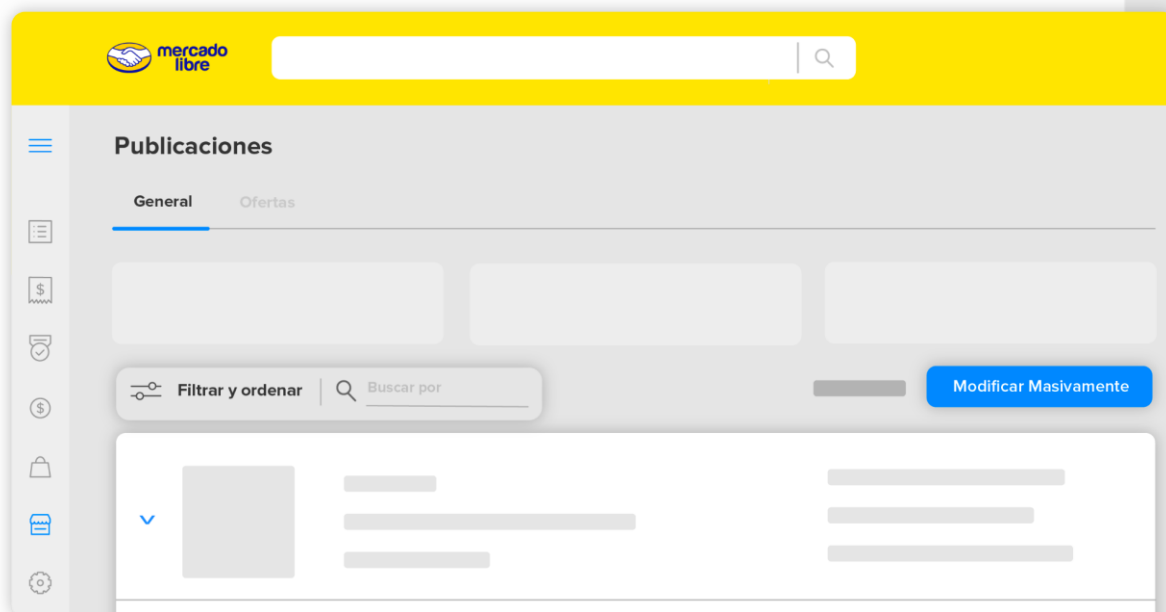 mercado
libre
Publicaciones
General
Ofertas
Filtrar y ordenar
Buscar por
Modificar Masivamente